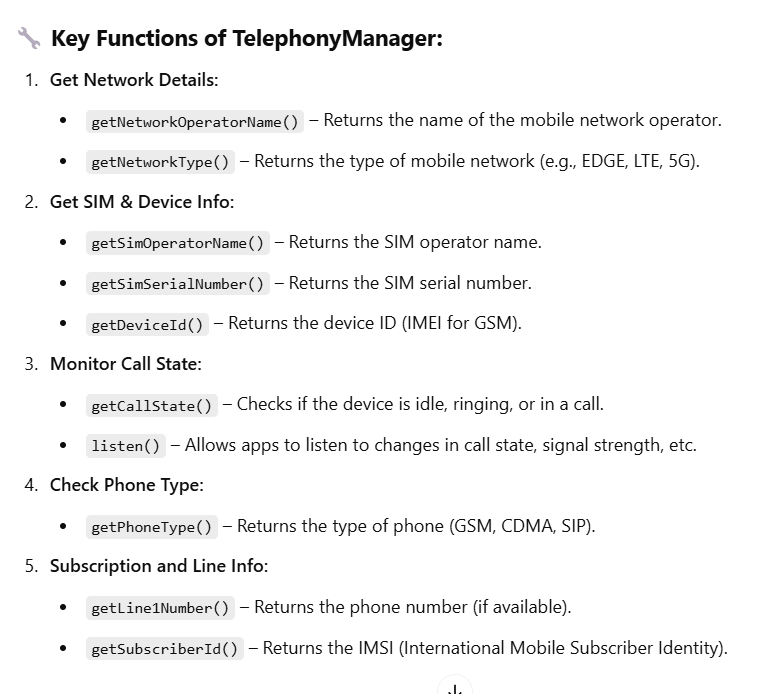 🔧 Key Functions of TelephonyManager:
1. Get Network Details:
• getNetworkOperatorName() – Returns the name of the mobile network operator.
• getNetworkType() – Returns the type of mobile network (e.g., EDGE, LTE, 5G).
2. Get SIM & Device Info:
• getSimOperatorName() – Returns the SIM operator name.
• getSimSerialNumber() – Returns the SIM serial number.
• getDeviceId() – Returns the device ID (IMEI for GSM).
3. Monitor Call State:
• getCallState() – Checks if the device is idle, ringing, or in a call.
• listen() – Allows apps to listen to changes in call state, signal strength, etc.
4. Check Phone Type:
• getPhoneType() – Returns the type of phone (GSM, CDMA, SIP).
5. Subscription and Line Info:
• getLine1Number() – Returns the phone number (if available).
• getSubscriberId() – Returns the IMSI (International Mobile Subscriber Identity).